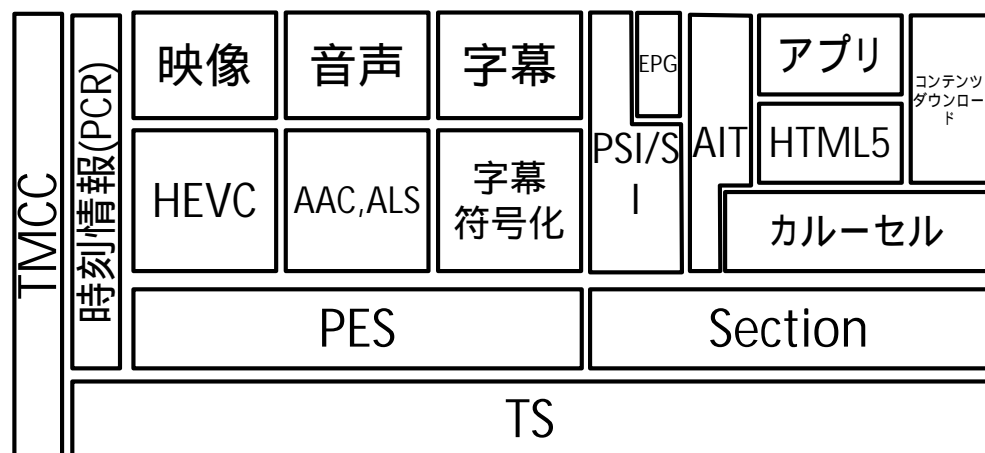 TMCC
時刻情報(PCR)
映像
音声
字幕
EPG
PSI/S
I
AIT
アプリ
コンテンツ
ダウンロー
ド
HEVC
AAC,ALS
字幕
符号化
HTML5
カルーセル
PES
Section
TS